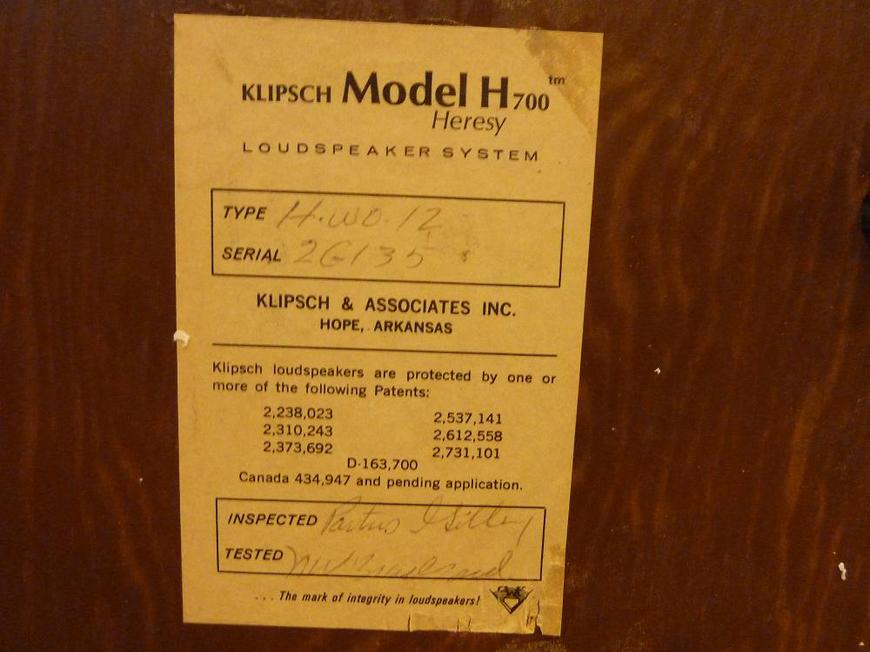 KLIPSCH Model H700 tm
Heresy
LOUDSPEAKER SYSTEM
TYPE H·WO·12
SERIAL 2G135
KLIPSCH & ASSOCIATES INC.
HOPE, ARKANSAS
Klipsch loudspeakers are protected by one or
more of the following Patents:
2,238,023 2,537,141
2,310,243 2,612,558
2,373,692 2,731,101
D-163,700
Canada 434,947 and pending application.
INSPECTED
TESTED
... The mark of integrity in loudspeakers!